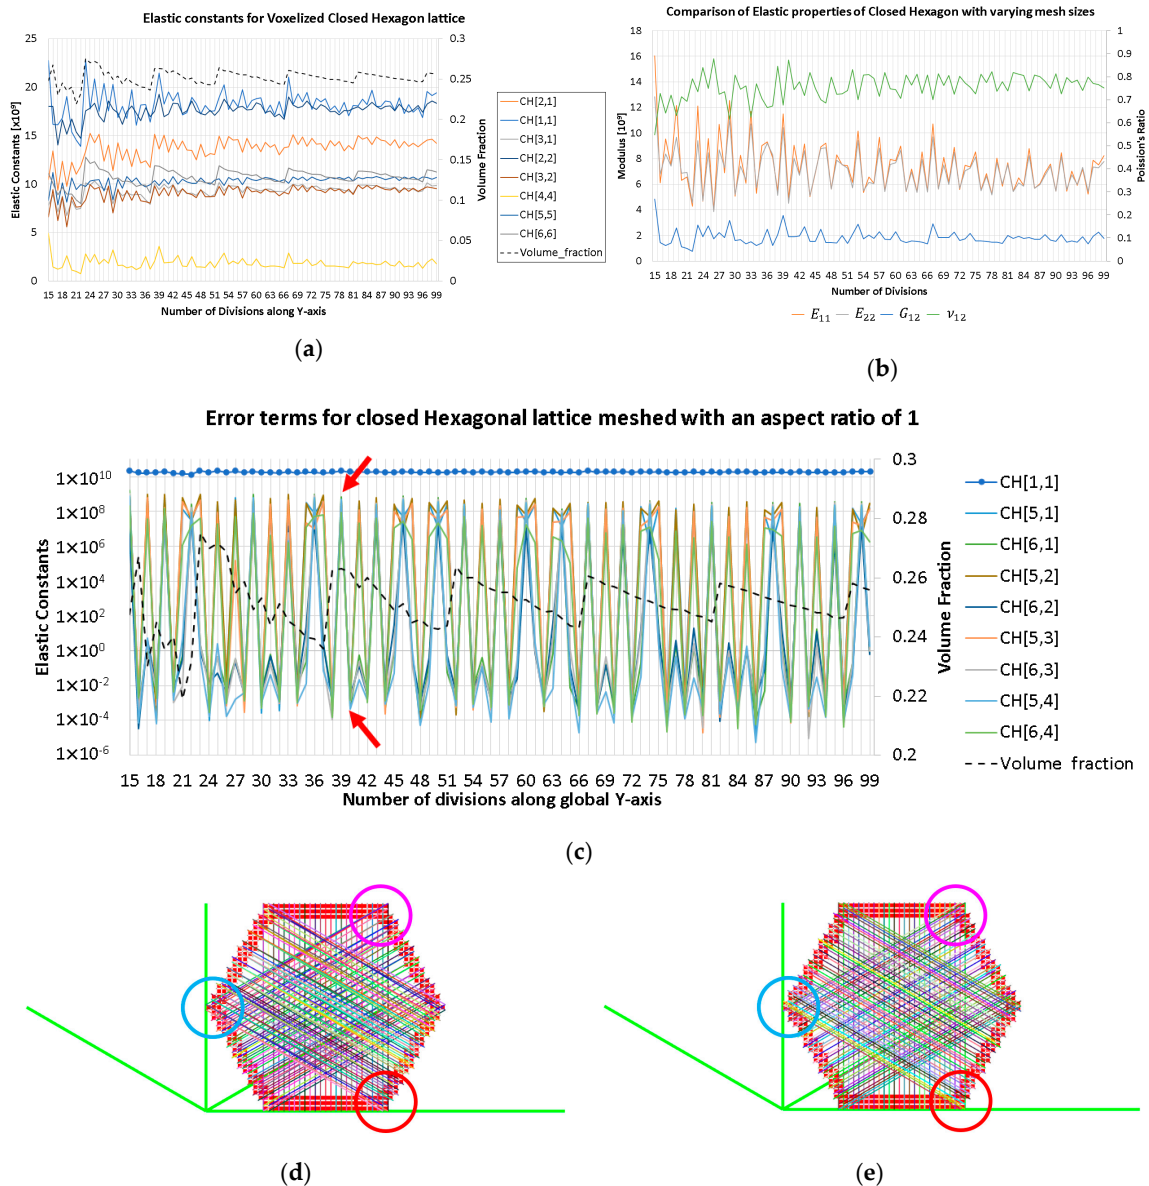 Elastic constants for Voxelized Closed Hexagon lattice
25
20
15
10
5
0
Elastic Constants [x10⁹]
0.3
0.25
0.2
0.15
0.1
0.05
0
Volume Fraction
15 18 21 24 27 30 33 36 39 42 45 48 51 54 57 60 63 66 69 72 75 78 81 84 87 90 93 96 99
Number of Divisions along Y-axis
CH[2,1]
CH[1,1]
CH[3,1]
CH[2,2]
CH[3,2]
CH[4,4]
CH[5,5]
CH[6,6]
Volume_fraction
(a)
Comparison of Elastic properties of Closed Hexagon with varying mesh sizes
18
16
14
12
10
8
6
4
2
0
Modulus [10⁹]
1
0.9
0.8
0.7
0.6
0.5
0.4
0.3
0.2
0.1
0
Poission's Ratio
15 18 21 24 27 30 33 36 39 42 45 48 51 54 57 60 63 66 69 72 75 78 81 84 87 90 93 96 99
Number of Divisions
E₁₁ E₂₂ G₁₂ ν₁₂
(b)
Error terms for closed Hexagonal lattice meshed with an aspect ratio of 1
1×10¹⁰
1×10⁸
1×10⁶
1×10⁴
1×10²
1×10⁰
1×10⁻²
1×10⁻⁴
1×10⁻⁶
Elastic Constants
0.3
0.28
0.26
0.24
0.22
0.2
Volume Fraction
15 18 21 24 27 30 33 36 39 42 45 48 51 54 57 60 63 66 69 72 75 78 81 84 87 90 93 96 99
Number of divisions along global Y-axis
CH[1,1]
CH[5,1]
CH[6,1]
CH[5,2]
CH[6,2]
CH[5,3]
CH[6,3]
CH[5,4]
CH[6,4]
Volume fraction
(c)
(d)
(e)